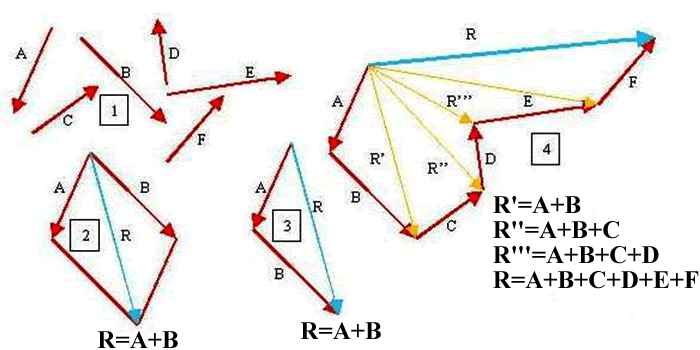 A
B
D
E
C
F
1
A
B
R
2
R=A+B
A
R
B
3
R=A+B
R
A
R'
R''
R'''
B
C
D
E
F
4
R'=A+B
R''=A+B+C
R'''=A+B+C+D
R=A+B+C+D+E+F